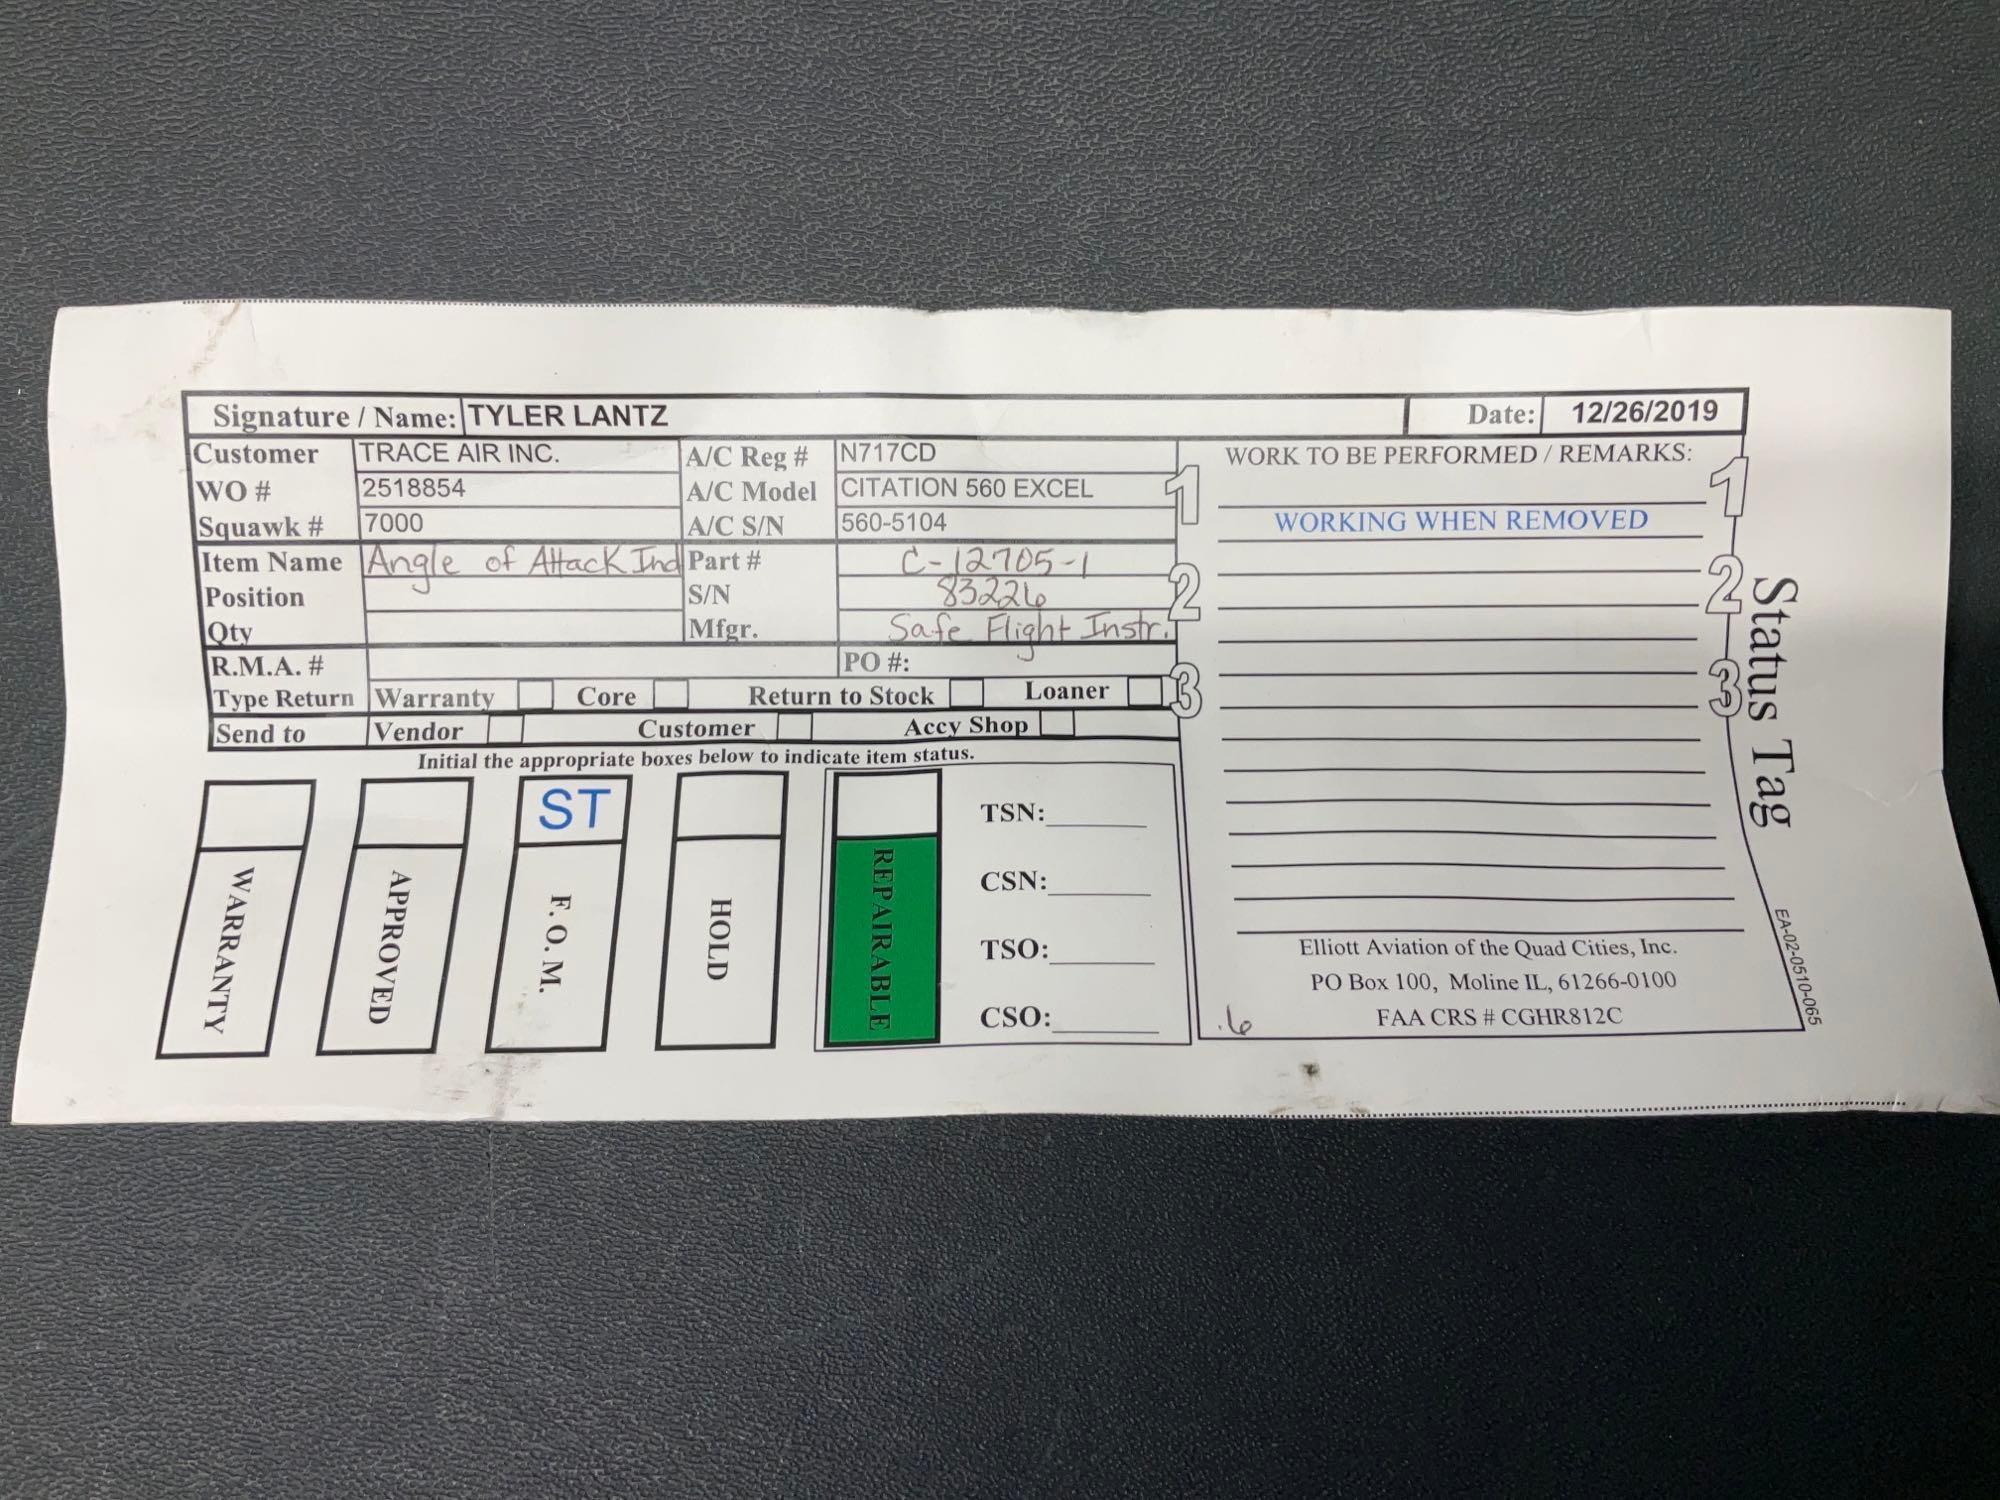 Signature / Name: TYLER LANTZ Date: 12/26/2019
Customer TRACE AIR INC. A/C Reg # N717CD
WO # 2518854 A/C Model CITATION 560 EXCEL
Squawk # 7000 A/C S/N 560-5104
Item Name Angle of Attack Ind Part # C-12705-1
Position S/N 83226
Qty Mfgr. Safe Flight Instr.
R.M.A. # PO #:
Type Return Warranty Core Return to Stock Loaner
Send to Vendor Customer Accy Shop
1
2
3
Initial the appropriate boxes below to indicate item status.
WARRANTY
APPROVED
ST
F.O.M.
HOLD
REPAIRABLE
TSN:
CSN:
TSO:
CSO:
WORK TO BE PERFORMED / REMARKS:
WORKING WHEN REMOVED
1
2
3
Elliott Aviation of the Quad Cities, Inc.
PO Box 100, Moline IL, 61266-0100
FAA CRS # CGHR812C
.6
Status Tag
EA-02-0510-065